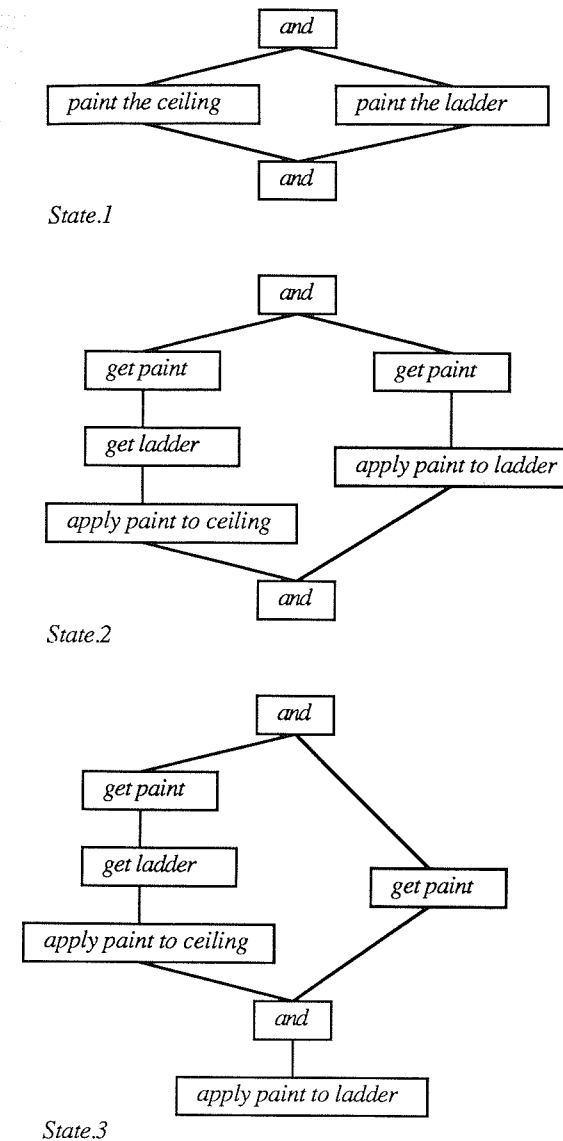 and
paint the ceiling paint the ladder
and
State.1
and
get paint get paint
get ladder
apply paint to ladder
apply paint to ceiling
and
State.2
and
get paint
get ladder
get paint
apply paint to ceiling
and
apply paint to ladder
State.3